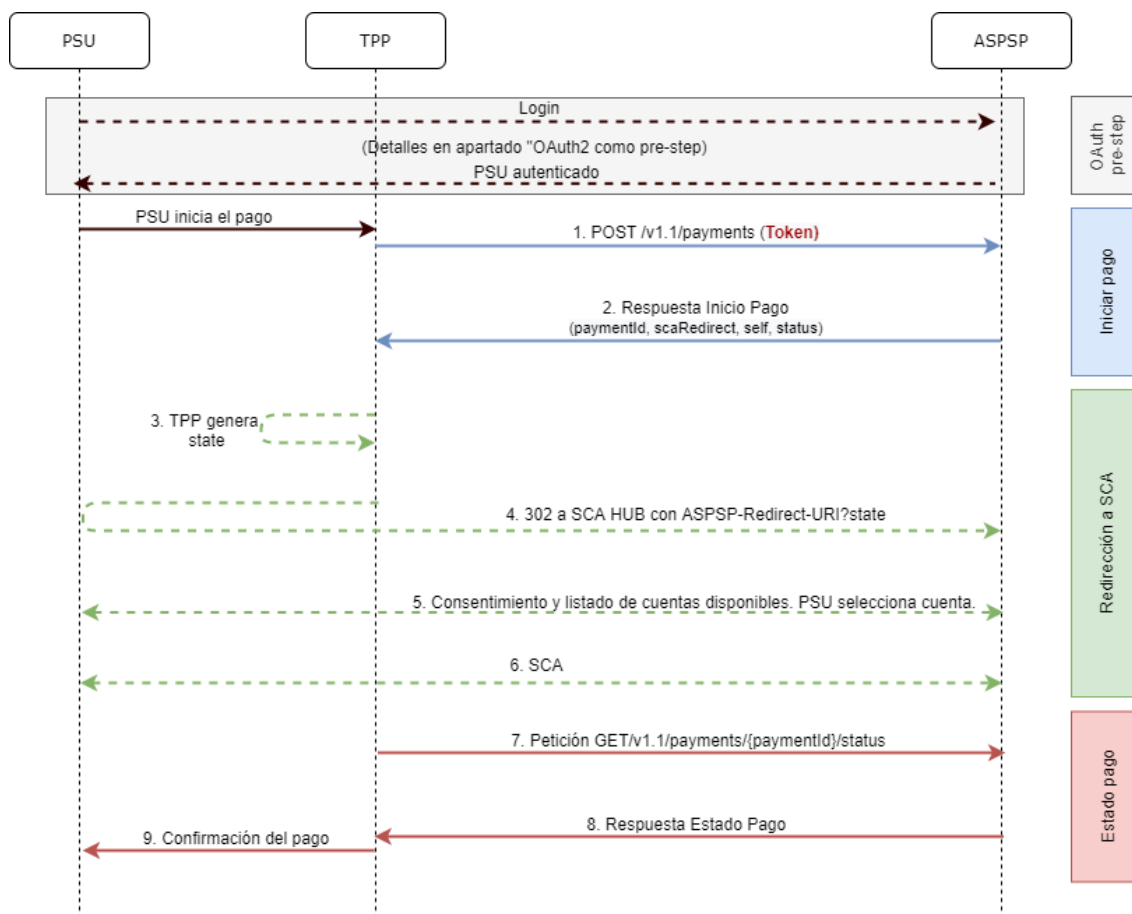 PSU
TPP
ASPSP
Login
(Detalles en apartado "OAuth2 como pre-step)
PSU autenticado
OAuth
pre-step
PSU inicia el pago
1. POST /v1.1/payments (Token)
2. Respuesta Inicio Pago
(paymentId, scaRedirect, self, status)
Iniciar pago
3. TPP genera
state
4. 302 a SCA HUB con ASPSP-Redirect-URI?state
5. Consentimiento y listado de cuentas disponibles. PSU selecciona cuenta.
6. SCA
Redirección a SCA
7. Petición GET/v1.1/payments/{paymentId}/status
8. Respuesta Estado Pago
9. Confirmación del pago
Estado pago